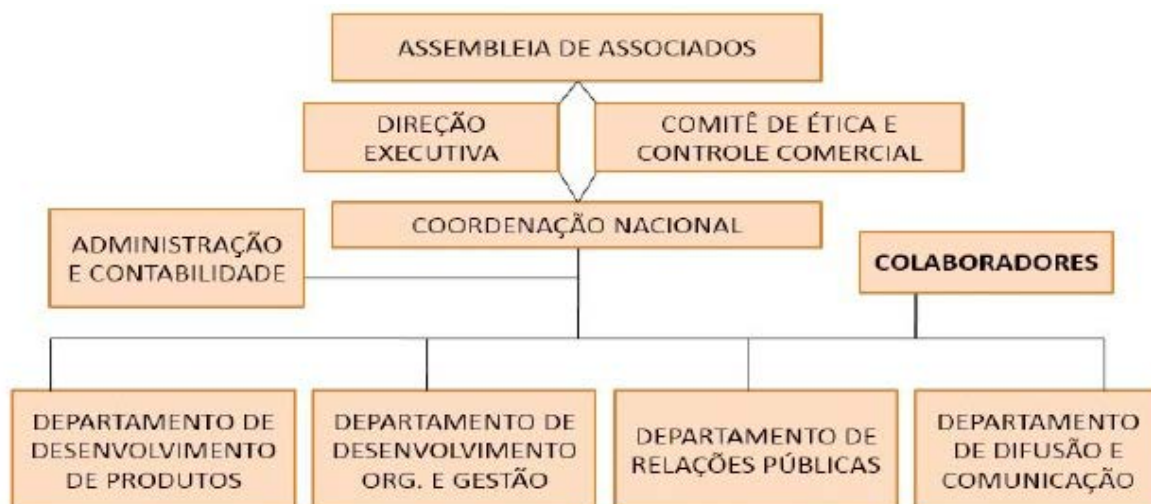 ASSEMBLEIA DE ASSOCIADOS
DIREÇÃO
EXECUTIVA
COMITÊ DE ÉTICA E
CONTROLE COMERCIAL
COORDENAÇÃO NACIONAL
ADMINISTRAÇÃO
E CONTABILIDADE
COLABORADORES
DEPARTAMENTO DE
DESENVOLVIMENTO
DE PRODUTOS
DEPARTAMENTO DE
DESENVOLVIMENTO
ORG. E GESTÃO
DEPARTAMENTO DE
RELAÇÕES PÚBLICAS
DEPARTAMENTO
DE DIFUSÃO E
COMUNICAÇÃO